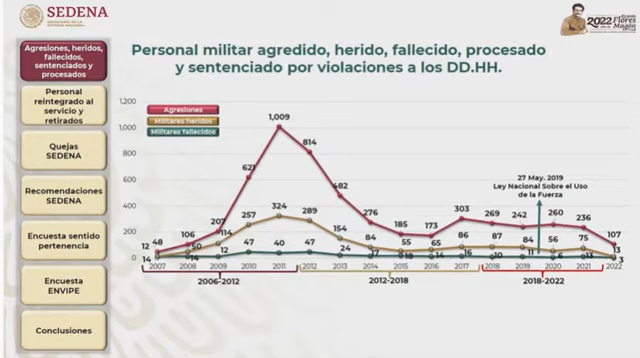 SEDENA
SECRETARÍA DE LA DEFENSA NACIONAL
2022 Ricardo Flores Magón
Agresiones, heridos,
fallecidos,
sentenciados y
procesados
Personal
reintegrado al
servicio y
retirados
Quejas
SEDENA
Recomendaciones
SEDENA
Encuesta sentido
pertenencia
Encuesta
ENVIPE
Conclusiones
Personal militar agredido, herido, fallecido, procesado
y sentenciado por violaciones a los DD.HH.
Agresiones
Militares heridos
Militares fallecidos
1,200
1,000
800
600
400
200
0
48 106 207 621 1,009 814 482 276 185 173 303 269 242 260 236 107
12 50 114 257 324 289 154 84 55 65 86 87 84 56 75 13
14 14 12 47 40 47 24 18 14 16 10 11 6 13 3
27 May. 2019
Ley Nacional Sobre el Uso
de la Fuerza
2007 2008 2009 2010 2011 2012 2013 2014 2015 2016 2017 2018 2019 2020 2021 2022
2006-2012 2012-2018 2018-2022